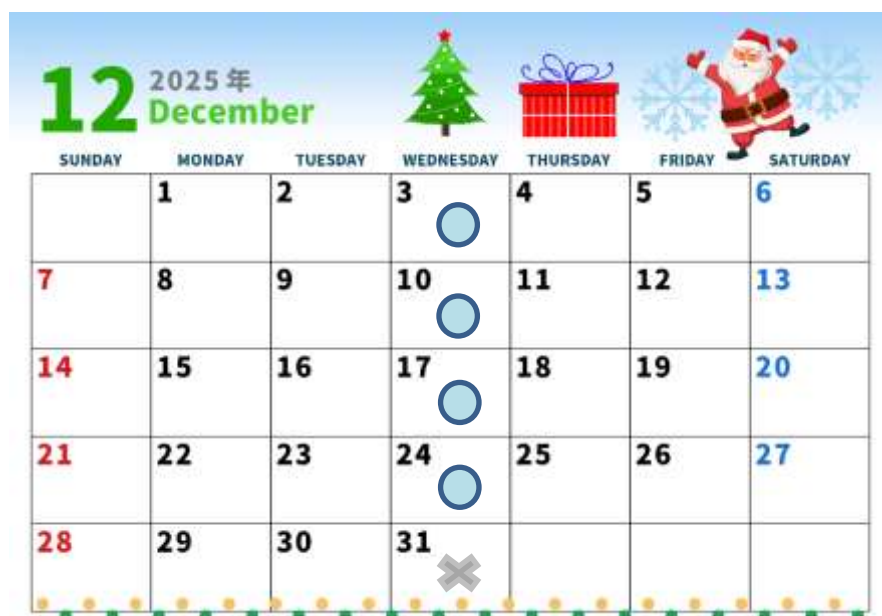 12
2025年
December
SUNDAY MONDAY TUESDAY WEDNESDAY THURSDAY FRIDAY SATURDAY
1 2 3 4 5 6
7 8 9 10 11 12 13
14 15 16 17 18 19 20
21 22 23 24 25 26 27
28 29 30 31